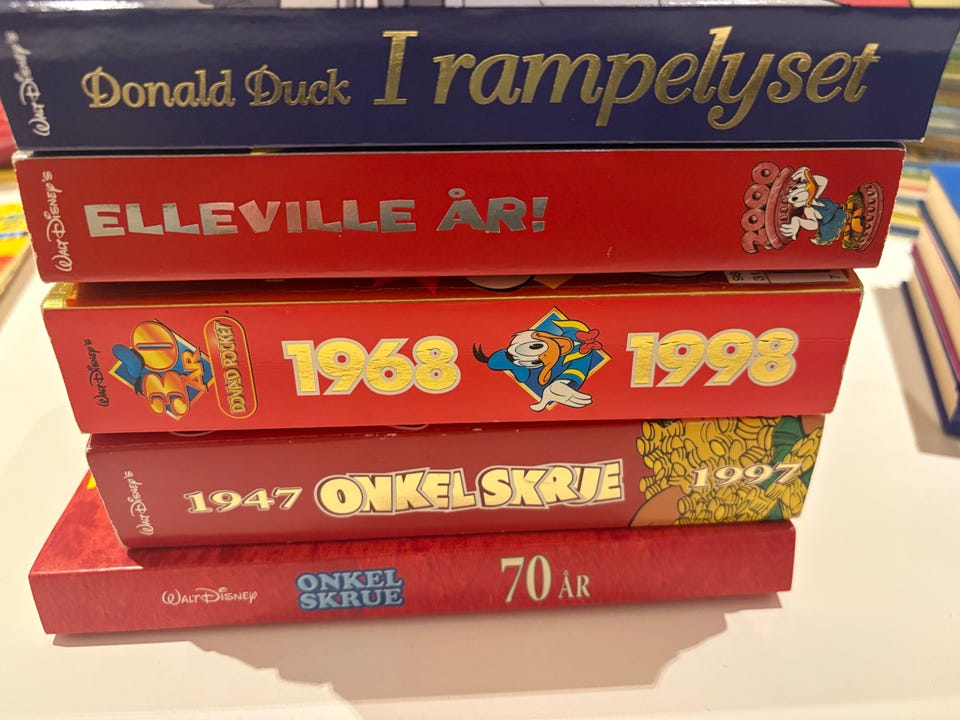 WALT DISNEY'S Donald Duck I rampelyset
WALT DISNEY'S ELLEVILLE ÅR! 2000
WALT DISNEY'S 30 ÅR DONALD POCKET 1968 1998
WALT DISNEY'S 1947 ONKEL SKRUE 1997
WALT DISNEY ONKEL SKRUE 70 ÅR